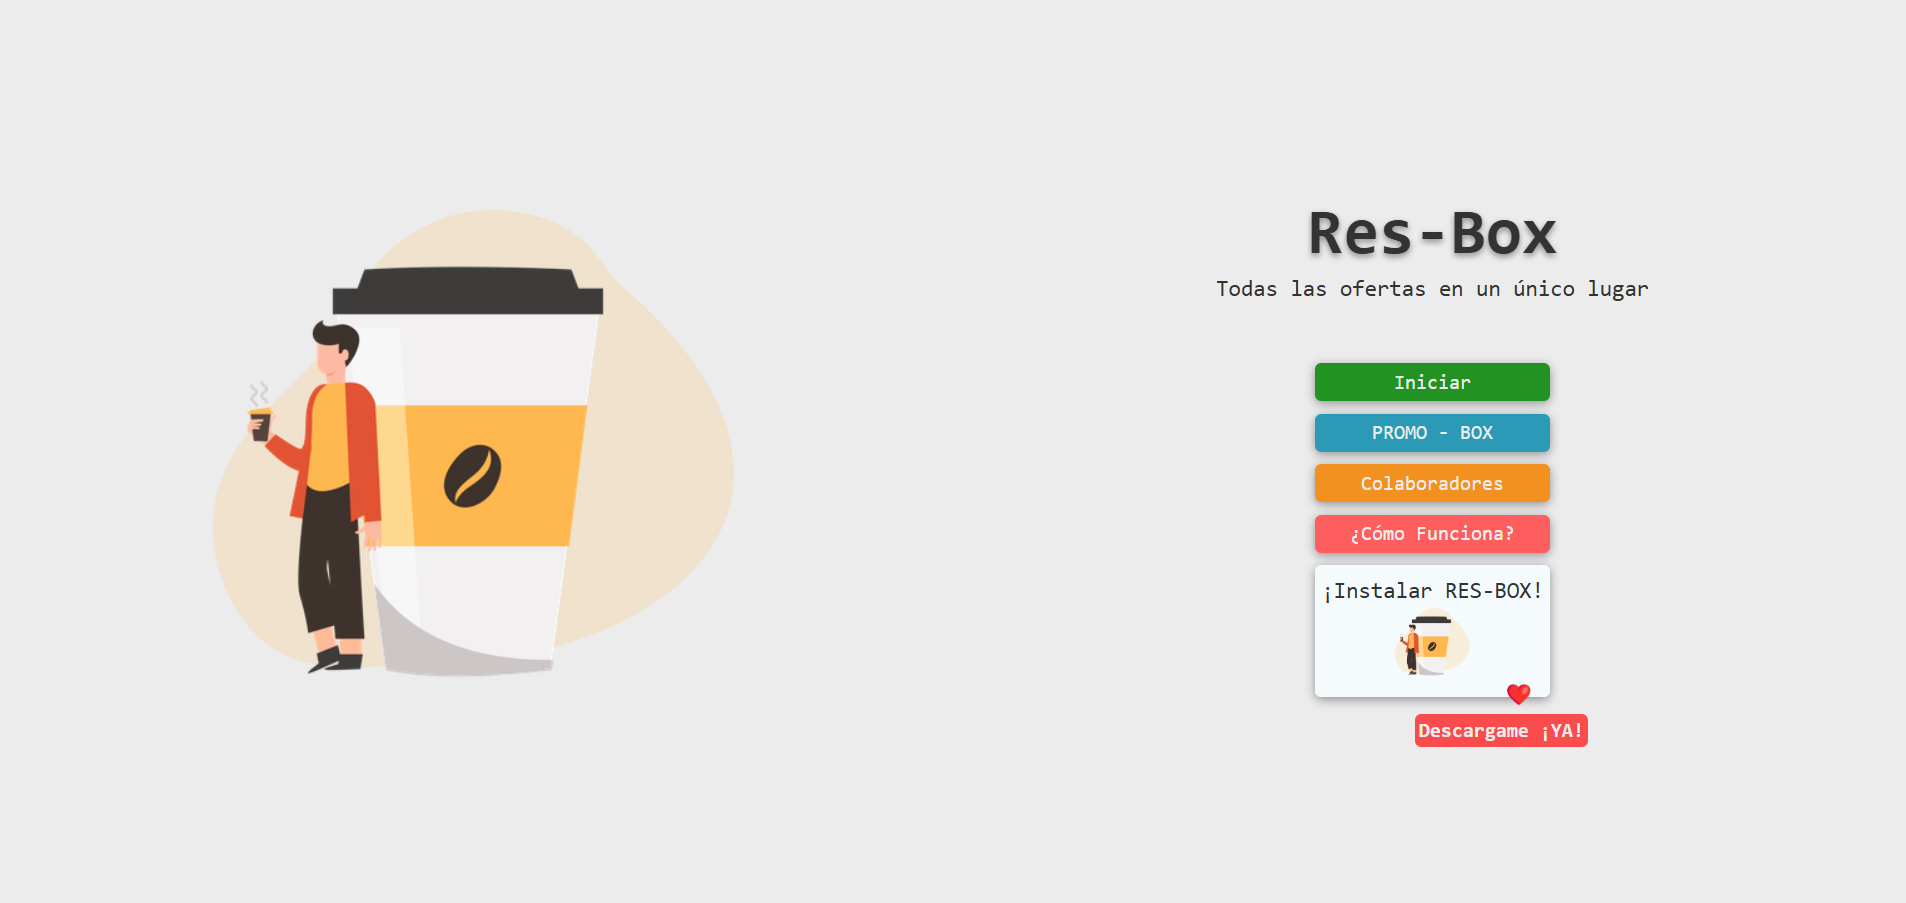 Res-Box
Todas las ofertas en un único lugar
Iniciar
PROMO - BOX
Colaboradores
¿Cómo Funciona?
¡Instalar RES-BOX!
Descargame ¡YA!